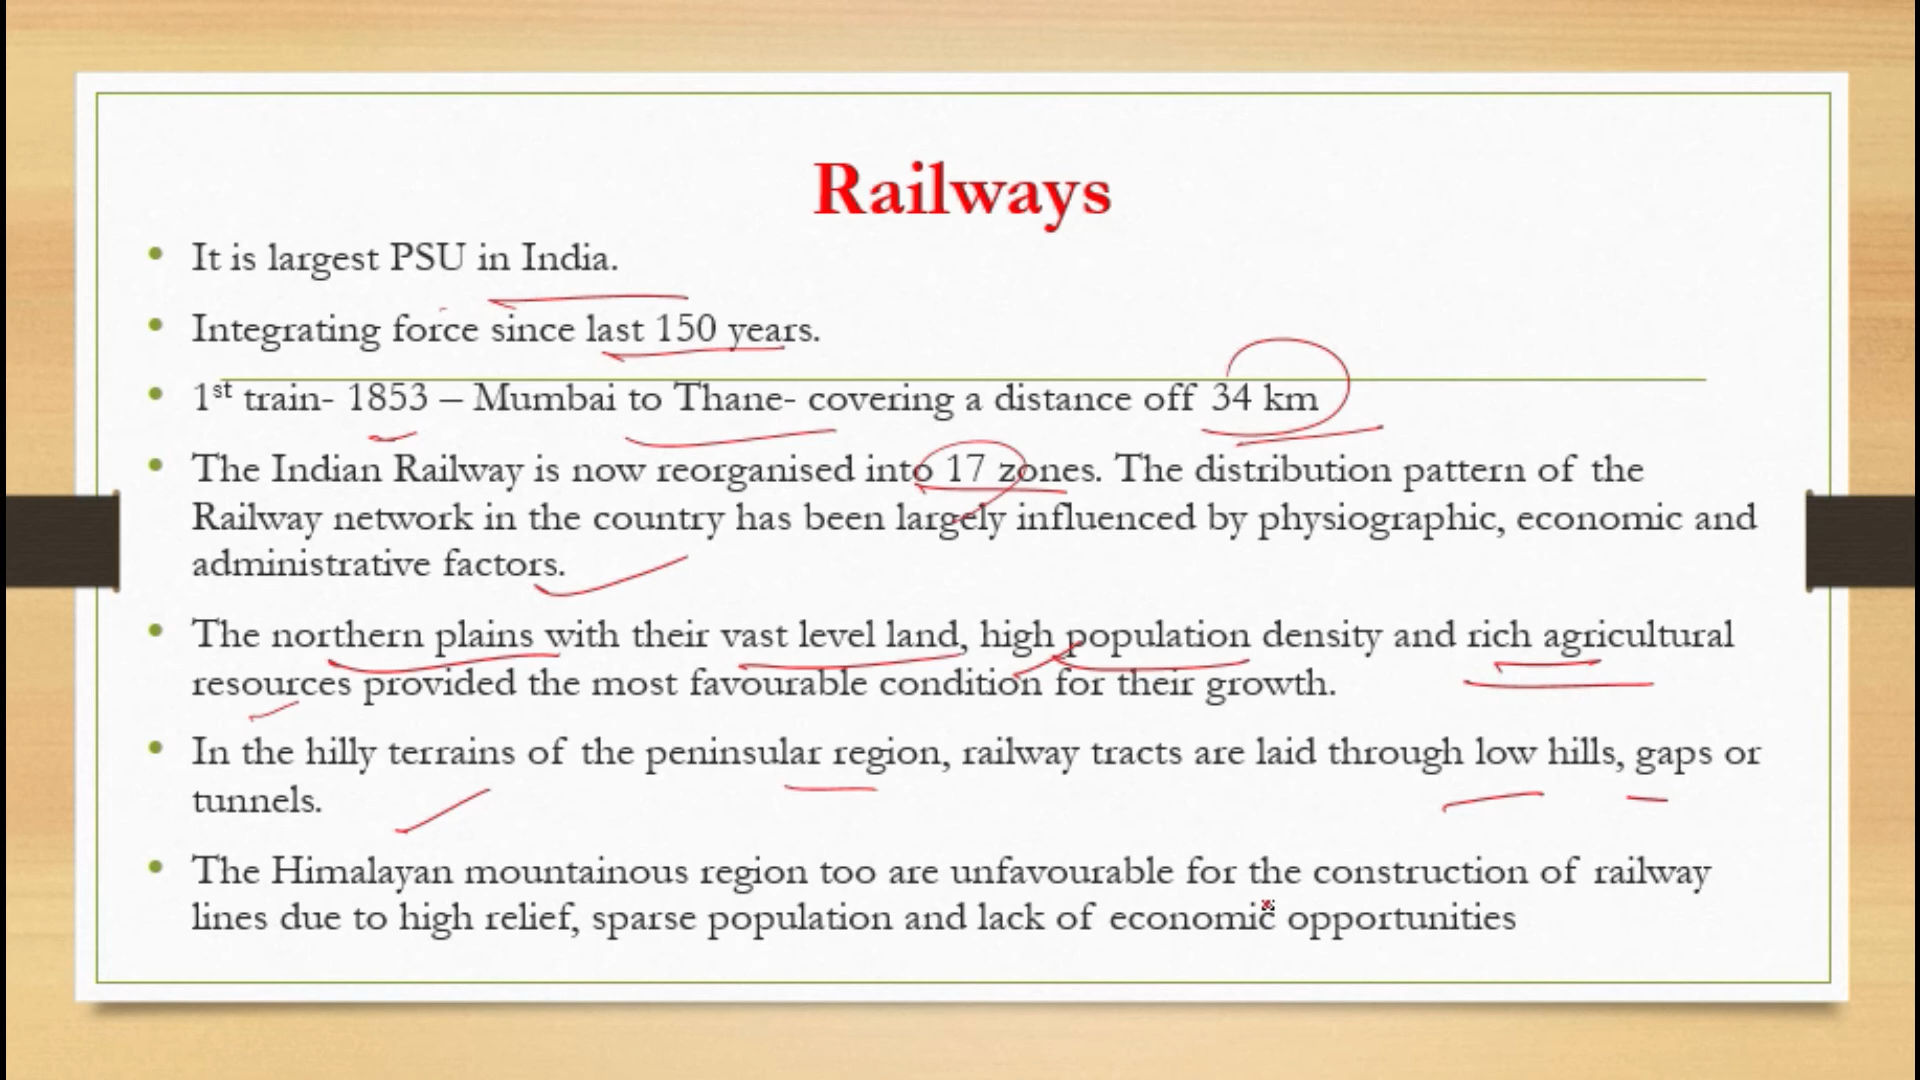 Railways
• It is largest PSU in India.
• Integrating force since last 150 years.
• 1st train- 1853 – Mumbai to Thane- covering a distance off 34 km
• The Indian Railway is now reorganised into 17 zones. The distribution pattern of the
Railway network in the country has been largely influenced by physiographic, economic and
administrative factors.
• The northern plains with their vast level land, high population density and rich agricultural
resources provided the most favourable condition for their growth.
• In the hilly terrains of the peninsular region, railway tracts are laid through low hills, gaps or
tunnels.
• The Himalayan mountainous region too are unfavourable for the construction of railway
lines due to high relief, sparse population and lack of economic opportunities